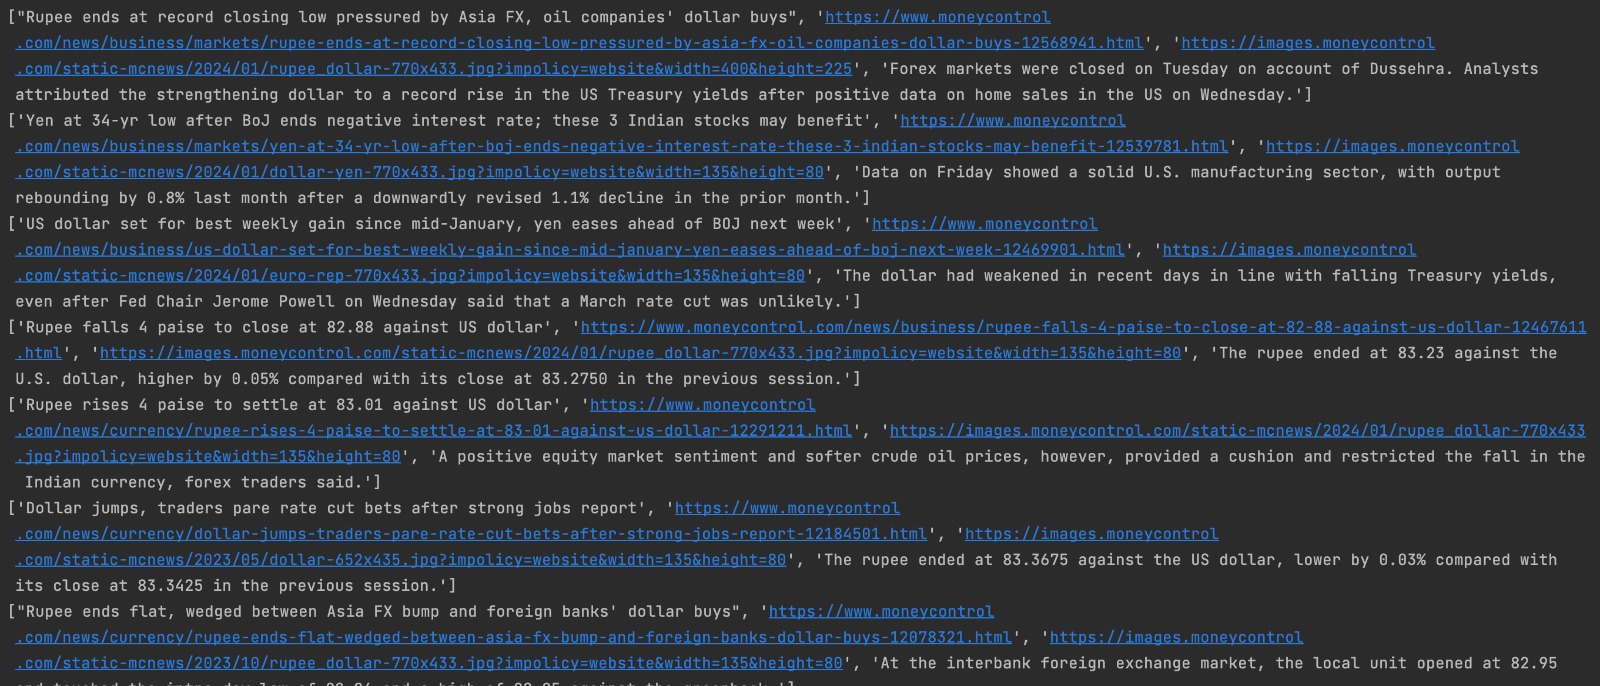 ["Rupee ends at record closing low pressured by Asia FX, oil companies' dollar buys", 'https://www.moneycontrol
.com/news/business/markets/rupee-ends-at-record-closing-low-pressured-by-asia-fx-oil-companies-dollar-buys-12568941.html', 'https://images.moneycontrol
.com/static-mcnews/2024/01/rupee_dollar-770x433.jpg?impolicy=website&width=400&height=225', 'Forex markets were closed on Tuesday on account of Dussehra. Analysts
attributed the strengthening dollar to a record rise in the US Treasury yields after positive data on home sales in the US on Wednesday.']
['Yen at 34-yr low after BoJ ends negative interest rate; these 3 Indian stocks may benefit', 'https://www.moneycontrol
.com/news/business/markets/yen-at-34-yr-low-after-boj-ends-negative-interest-rate-these-3-indian-stocks-may-benefit-12539781.html', 'https://images.moneycontrol
.com/static-mcnews/2024/01/dollar-yen-770x433.jpg?impolicy=website&width=135&height=80', 'Data on Friday showed a solid U.S. manufacturing sector, with output
rebounding by 0.8% last month after a downwardly revised 1.1% decline in the prior month.']
['US dollar set for best weekly gain since mid-January, yen eases ahead of BOJ next week', 'https://www.moneycontrol
.com/news/business/us-dollar-set-for-best-weekly-gain-since-mid-january-yen-eases-ahead-of-boj-next-week-12469901.html', 'https://images.moneycontrol
.com/static-mcnews/2024/01/euro-rep-770x433.jpg?impolicy=website&width=135&height=80', 'The dollar had weakened in recent days in line with falling Treasury yields,
even after Fed Chair Jerome Powell on Wednesday said that a March rate cut was unlikely.']
['Rupee falls 4 paise to close at 82.88 against US dollar', 'https://www.moneycontrol.com/news/business/rupee-falls-4-paise-to-close-at-82-88-against-us-dollar-12467611
.html', 'https://images.moneycontrol.com/static-mcnews/2024/01/rupee_dollar-770x433.jpg?impolicy=website&width=135&height=80', 'The rupee ended at 83.23 against the
U.S. dollar, higher by 0.05% compared with its close at 83.2750 in the previous session.']
['Rupee rises 4 paise to settle at 83.01 against US dollar', 'https://www.moneycontrol
.com/news/currency/rupee-rises-4-paise-to-settle-at-83-01-against-us-dollar-12291211.html', 'https://images.moneycontrol.com/static-mcnews/2024/01/rupee_dollar-770x433
.jpg?impolicy=website&width=135&height=80', 'A positive equity market sentiment and softer crude oil prices, however, provided a cushion and restricted the fall in the
Indian currency, forex traders said.']
['Dollar jumps, traders pare rate cut bets after strong jobs report', 'https://www.moneycontrol
.com/news/currency/dollar-jumps-traders-pare-rate-cut-bets-after-strong-jobs-report-12184501.html', 'https://images.moneycontrol
.com/static-mcnews/2023/05/dollar-652x435.jpg?impolicy=website&width=135&height=80', 'The rupee ended at 83.3675 against the US dollar, lower by 0.03% compared with
its close at 83.3425 in the previous session.']
["Rupee ends flat, wedged between Asia FX bump and foreign banks' dollar buys", 'https://www.moneycontrol
.com/news/currency/rupee-ends-flat-wedged-between-asia-fx-bump-and-foreign-banks-dollar-buys-12078321.html', 'https://images.moneycontrol
.com/static-mcnews/2023/10/rupee_dollar-770x433.jpg?impolicy=website&width=135&height=80', 'At the interbank foreign exchange market, the local unit opened at 82.95